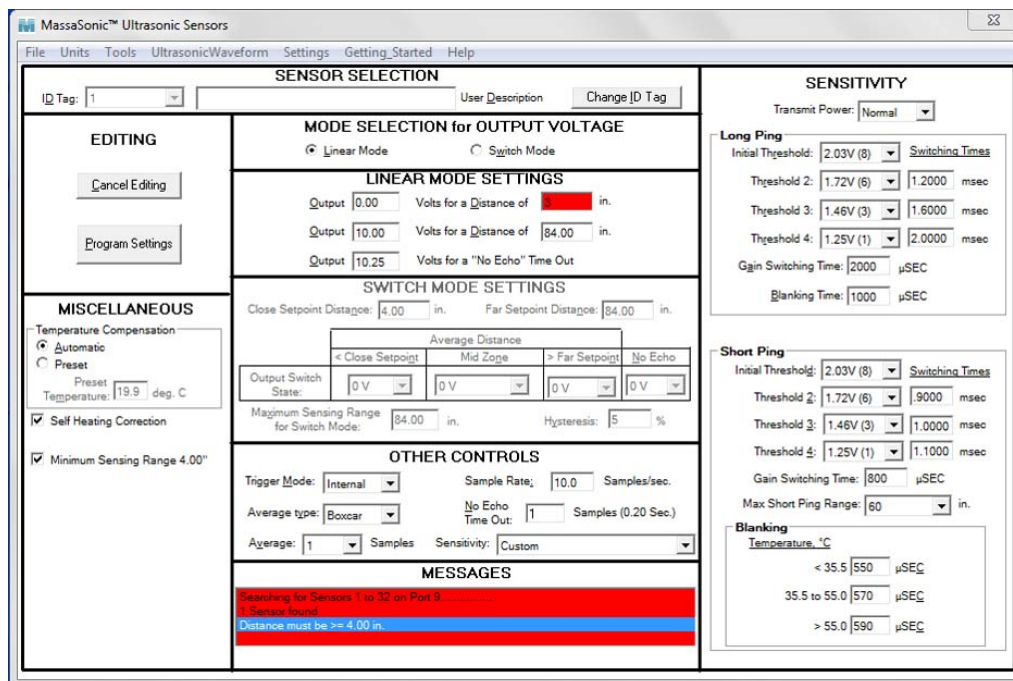 MassaSonic™ Ultrasonic Sensors
File Units Tools UltrasonicWaveform Settings Getting_Started Help
SENSOR SELECTION
ID Tag: 1 User Description Change ID Tag
EDITING
Cancel Editing
Program Settings
MISCELLANEOUS
Temperature Compensation
Automatic
Preset
Preset
Temperature: 19.9 deg. C
Self Heating Correction
Minimum Sensing Range 4.00"
MODE SELECTION for OUTPUT VOLTAGE
Linear Mode Switch Mode
LINEAR MODE SETTINGS
Output 0.00 Volts for a Distance of 3 in.
Output 10.00 Volts for a Distance of 84.00 in.
Output 10.25 Volts for a "No Echo" Time Out
SWITCH MODE SETTINGS
Close Setpoint Distance: 4.00 in. Far Setpoint Distance: 84.00 in.
Average Distance
< Close Setpoint Mid Zone > Far Setpoint No Echo
Output Switch
State: 0 V 0 V 0 V 0 V
Maximum Sensing Range
for Switch Mode: 84.00 in. Hysteresis: 5 %
OTHER CONTROLS
Trigger Mode: Internal Sample Rate: 10.0 Samples/sec.
Average type: Boxcar No Echo
Time Out: 1 Samples (0.20 Sec.)
Average: 1 Samples Sensitivity: Custom
MESSAGES
Searching for Sensors 1 to 32 on Port 9................
1 Sensor found
Distance must be >= 4.00 in.
SENSITIVITY
Transmit Power: Normal
Long Ping
Initial Threshold: 2.03V (8) Switching Times
Threshold 2: 1.72V (6) 1.2000 msec
Threshold 3: 1.46V (3) 1.6000 msec
Threshold 4: 1.25V (1) 2.0000 msec
Gain Switching Time: 2000 µSEC
Blanking Time: 1000 µSEC
Short Ping
Initial Threshold: 2.03V (8) Switching Times
Threshold 2: 1.72V (6) .9000 msec
Threshold 3: 1.46V (3) 1.0000 msec
Threshold 4: 1.25V (1) 1.1000 msec
Gain Switching Time: 800 µSEC
Max Short Ping Range: 60 in.
Blanking
Temperature, °C
< 35.5 550 µSEC
35.5 to 55.0 570 µSEC
> 55.0 590 µSEC